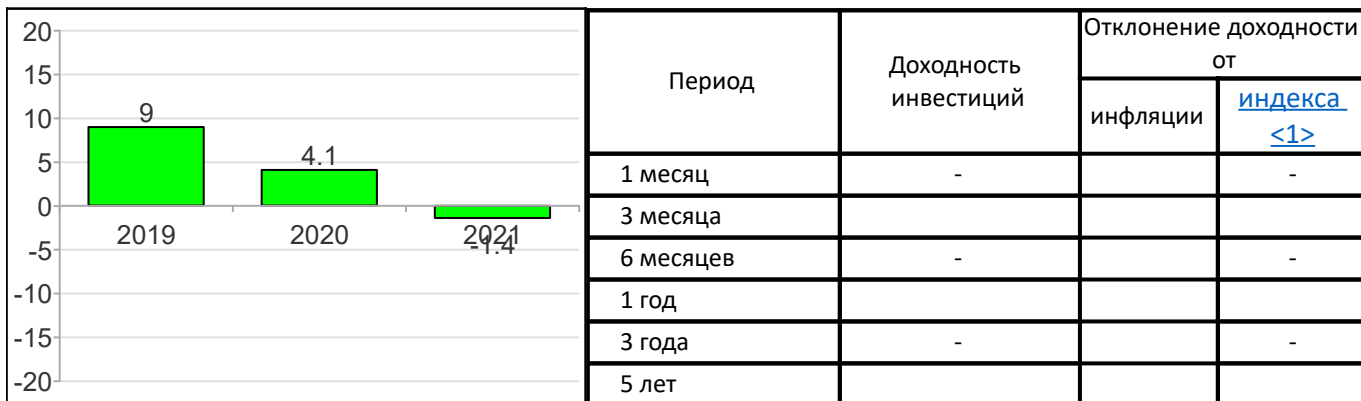 20
15
10
5
0
-5
-10
-15
-20
9
4.1
-1.4
2019
2020
2021
Период
Доходность
инвестиций
Отклонение доходности
от
инфляции
индекса
<1>
1 месяц - -
3 месяца
6 месяцев - -
1 год
3 года - -
5 лет